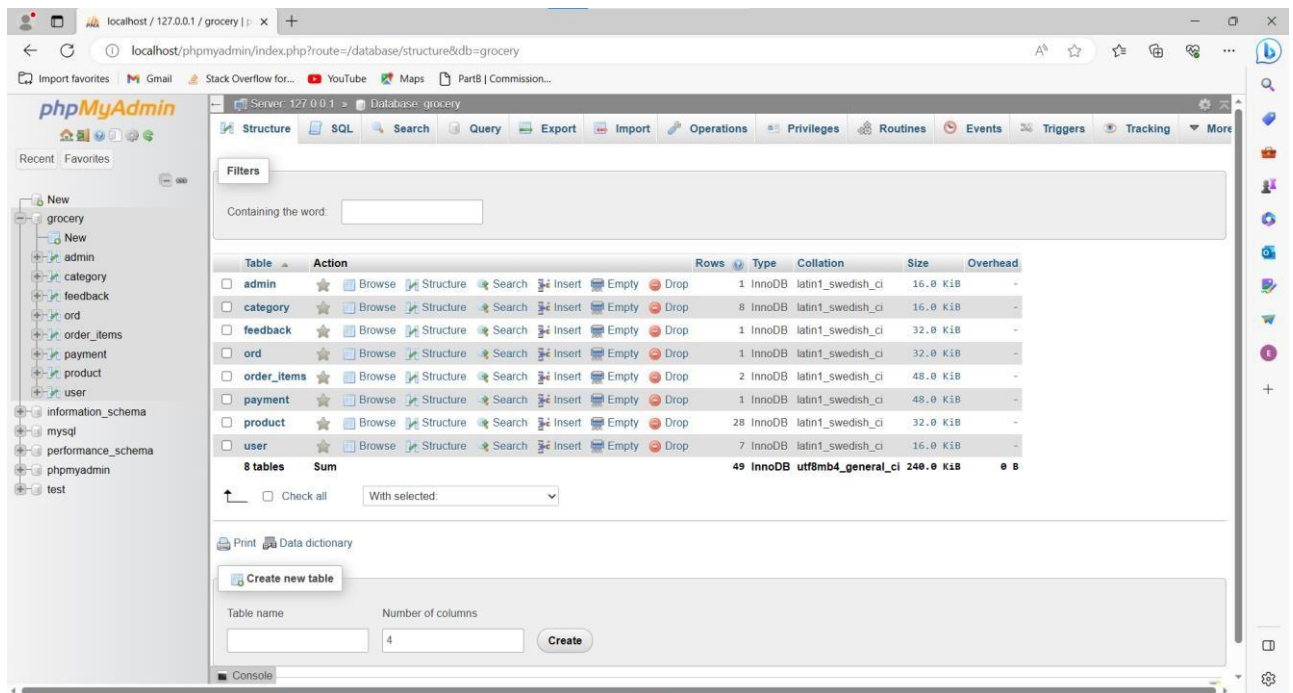 localhost / 127.0.0.1 / grocery | p
localhost/phpmyadmin/index.php?route=/database/structure&db=grocery
Import favorites Gmail Stack Overflow for... YouTube Maps PartB | Commission...
phpMyAdmin
Recent Favorites
New
grocery
New
admin
category
feedback
ord
order_items
payment
product
user
information_schema
mysql
performance_schema
phpmyadmin
test
Server: 127.0.0.1 » Database: grocery
Structure SQL Search Query Export Import Operations Privileges Routines Events Triggers Tracking More
Filters
Containing the word:
Table Action Rows Type Collation Size Overhead
admin Browse Structure Search Insert Empty Drop 1 InnoDB latin1_swedish_ci 16.0 KiB -
category Browse Structure Search Insert Empty Drop 8 InnoDB latin1_swedish_ci 16.0 KiB -
feedback Browse Structure Search Insert Empty Drop 1 InnoDB latin1_swedish_ci 32.0 KiB -
ord Browse Structure Search Insert Empty Drop 1 InnoDB latin1_swedish_ci 32.0 KiB -
order_items Browse Structure Search Insert Empty Drop 2 InnoDB latin1_swedish_ci 48.0 KiB -
payment Browse Structure Search Insert Empty Drop 1 InnoDB latin1_swedish_ci 48.0 KiB -
product Browse Structure Search Insert Empty Drop 28 InnoDB latin1_swedish_ci 32.0 KiB -
user Browse Structure Search Insert Empty Drop 7 InnoDB latin1_swedish_ci 16.0 KiB -
8 tables Sum 49 InnoDB utf8mb4_general_ci 240.0 KiB 0 B
Check all With selected:
Print Data dictionary
Create new table
Table name Number of columns
4 Create
Console